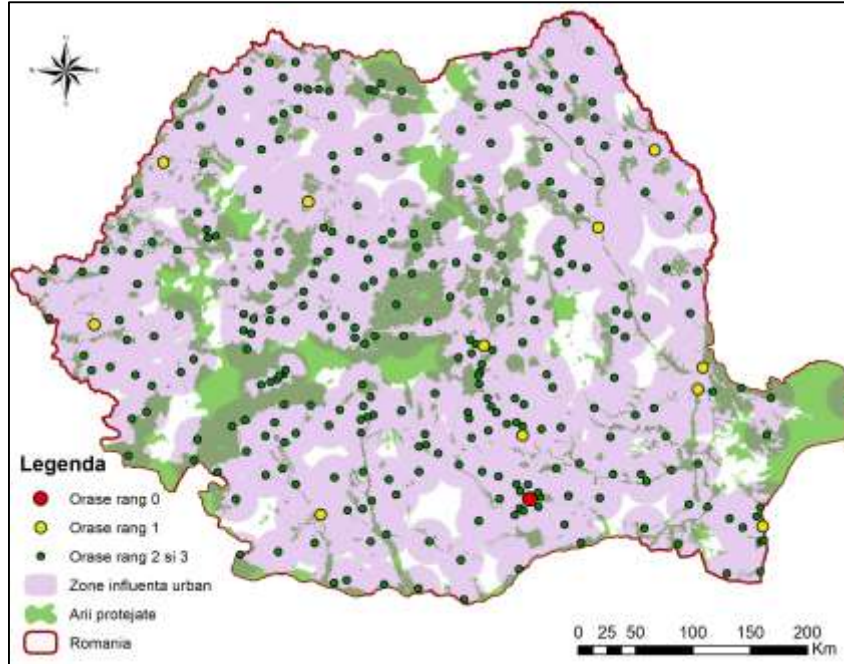 Legenda
Orase rang 0
Orase rang 1
Orase rang 2 si 3
Zone influenta urban
Arii protejate
Romania
0 25 50 100 150 200
Km